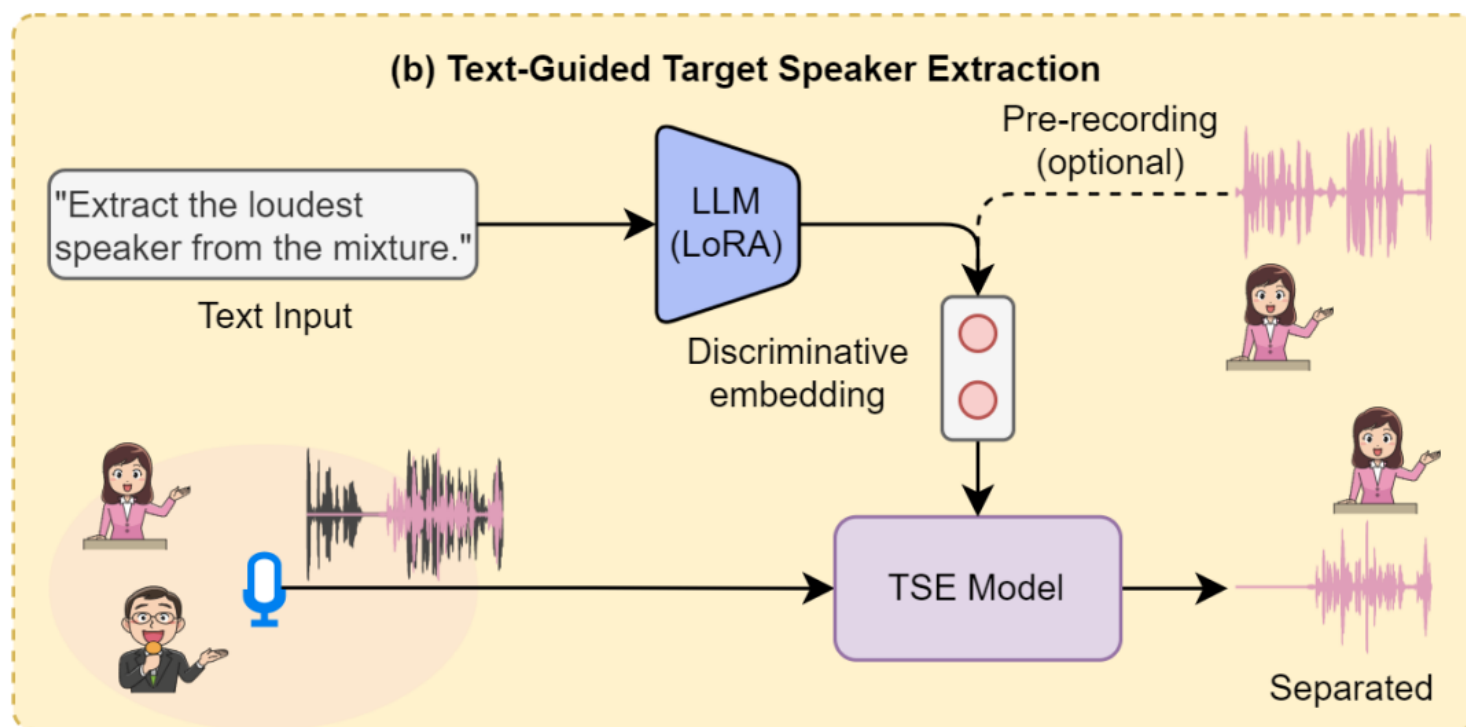 (b) Text-Guided Target Speaker Extraction
Pre-recording
(optional)
"Extract the loudest
speaker from the mixture."
Text Input
LLM
(LoRA)
Discriminative
embedding
TSE Model
Separated